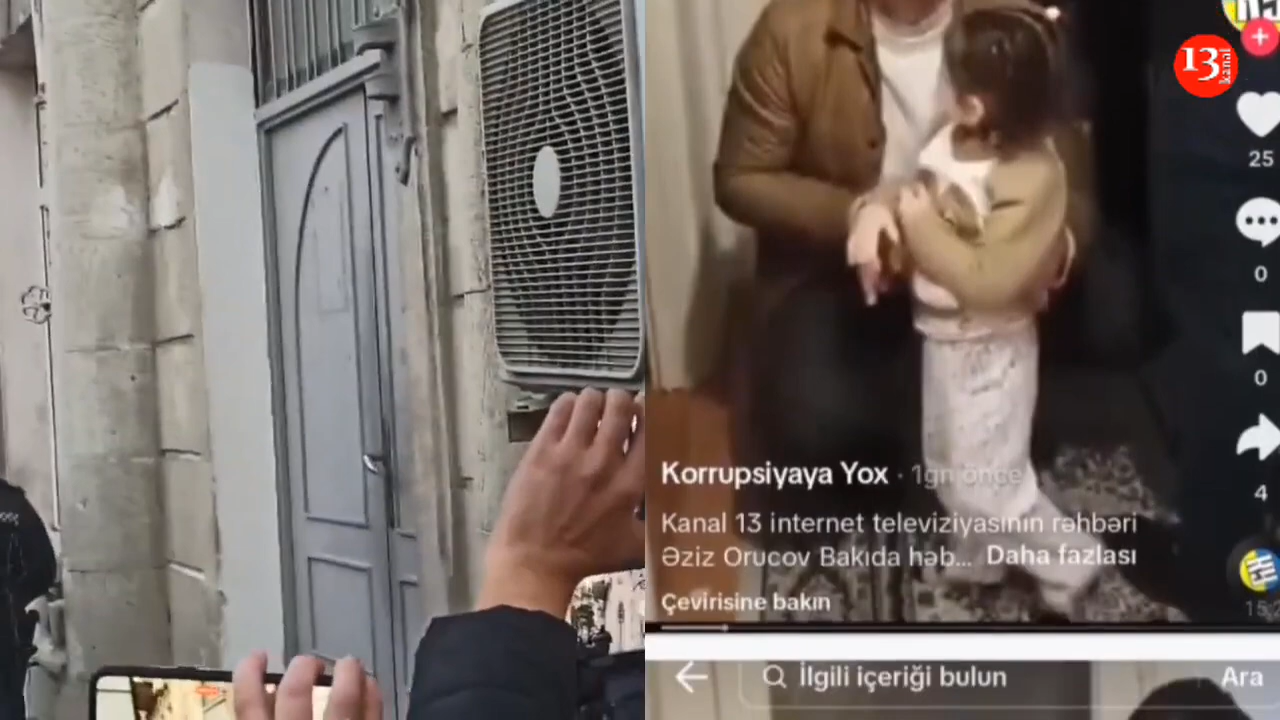 13
kanal
25
0
0
4
Korrupsiyaya Yox · 1gn önce
Kanal 13 internet televiziyasının rəhbəri
Əziz Orucov Bakıda həb... Daha fazlası
Çevirisine bakın
İlgili içeriği bulun
Ara